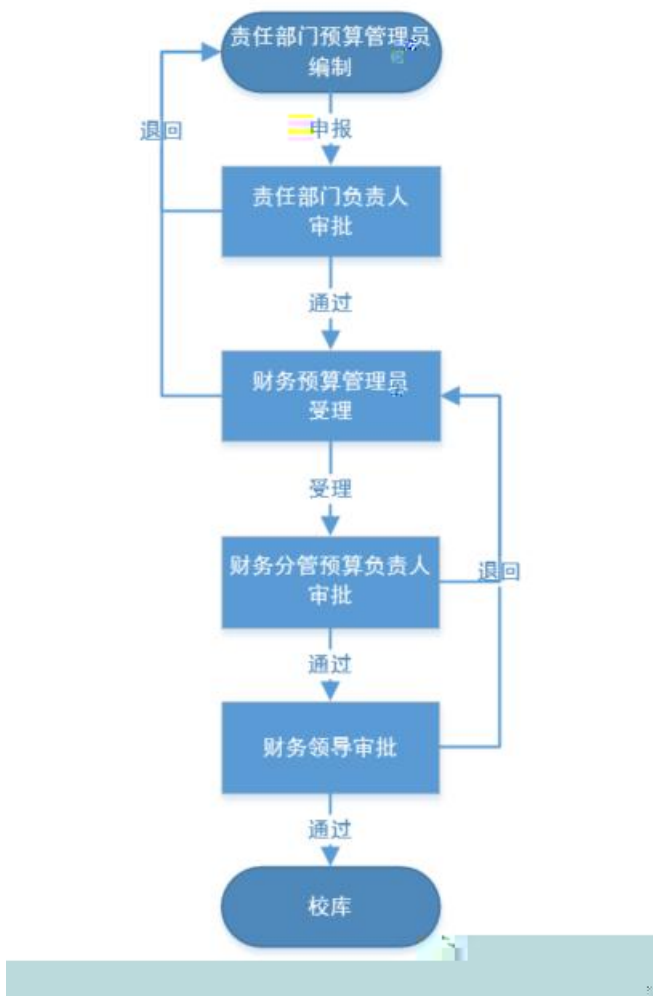 责任部门预算管理员
编制
退回
申报
责任部门负责人
审批
通过
财务预算管理员
受理
受理
财务分管预算负责人
审批
退回
通过
财务领导审批
通过
校库